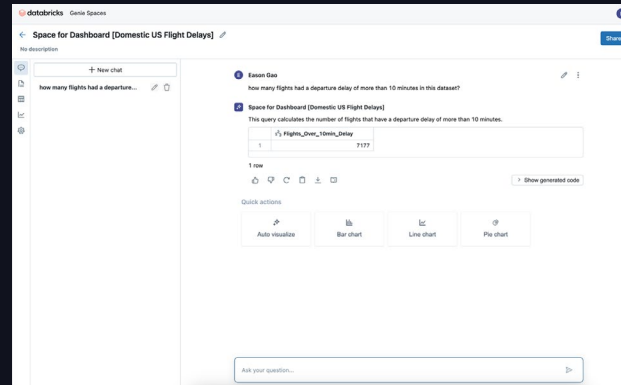 databricks Genie Spaces
Space for Dashboard [Domestic US Flight Delays]
Share
No description
+ New chat
how many flights had a departure...
E Eason Gao
how many flights had a departure delay of more than 10 minutes in this dataset?
Space for Dashboard [Domestic US Flight Delays]
This query calculates the number of flights that have a departure delay of more than 10 minutes.
Flights_Over_10min_Delay
1 7177
1 row
> Show generated code
Quick actions
Auto visualize
Bar chart
Line chart
Pie chart
Ask your question...